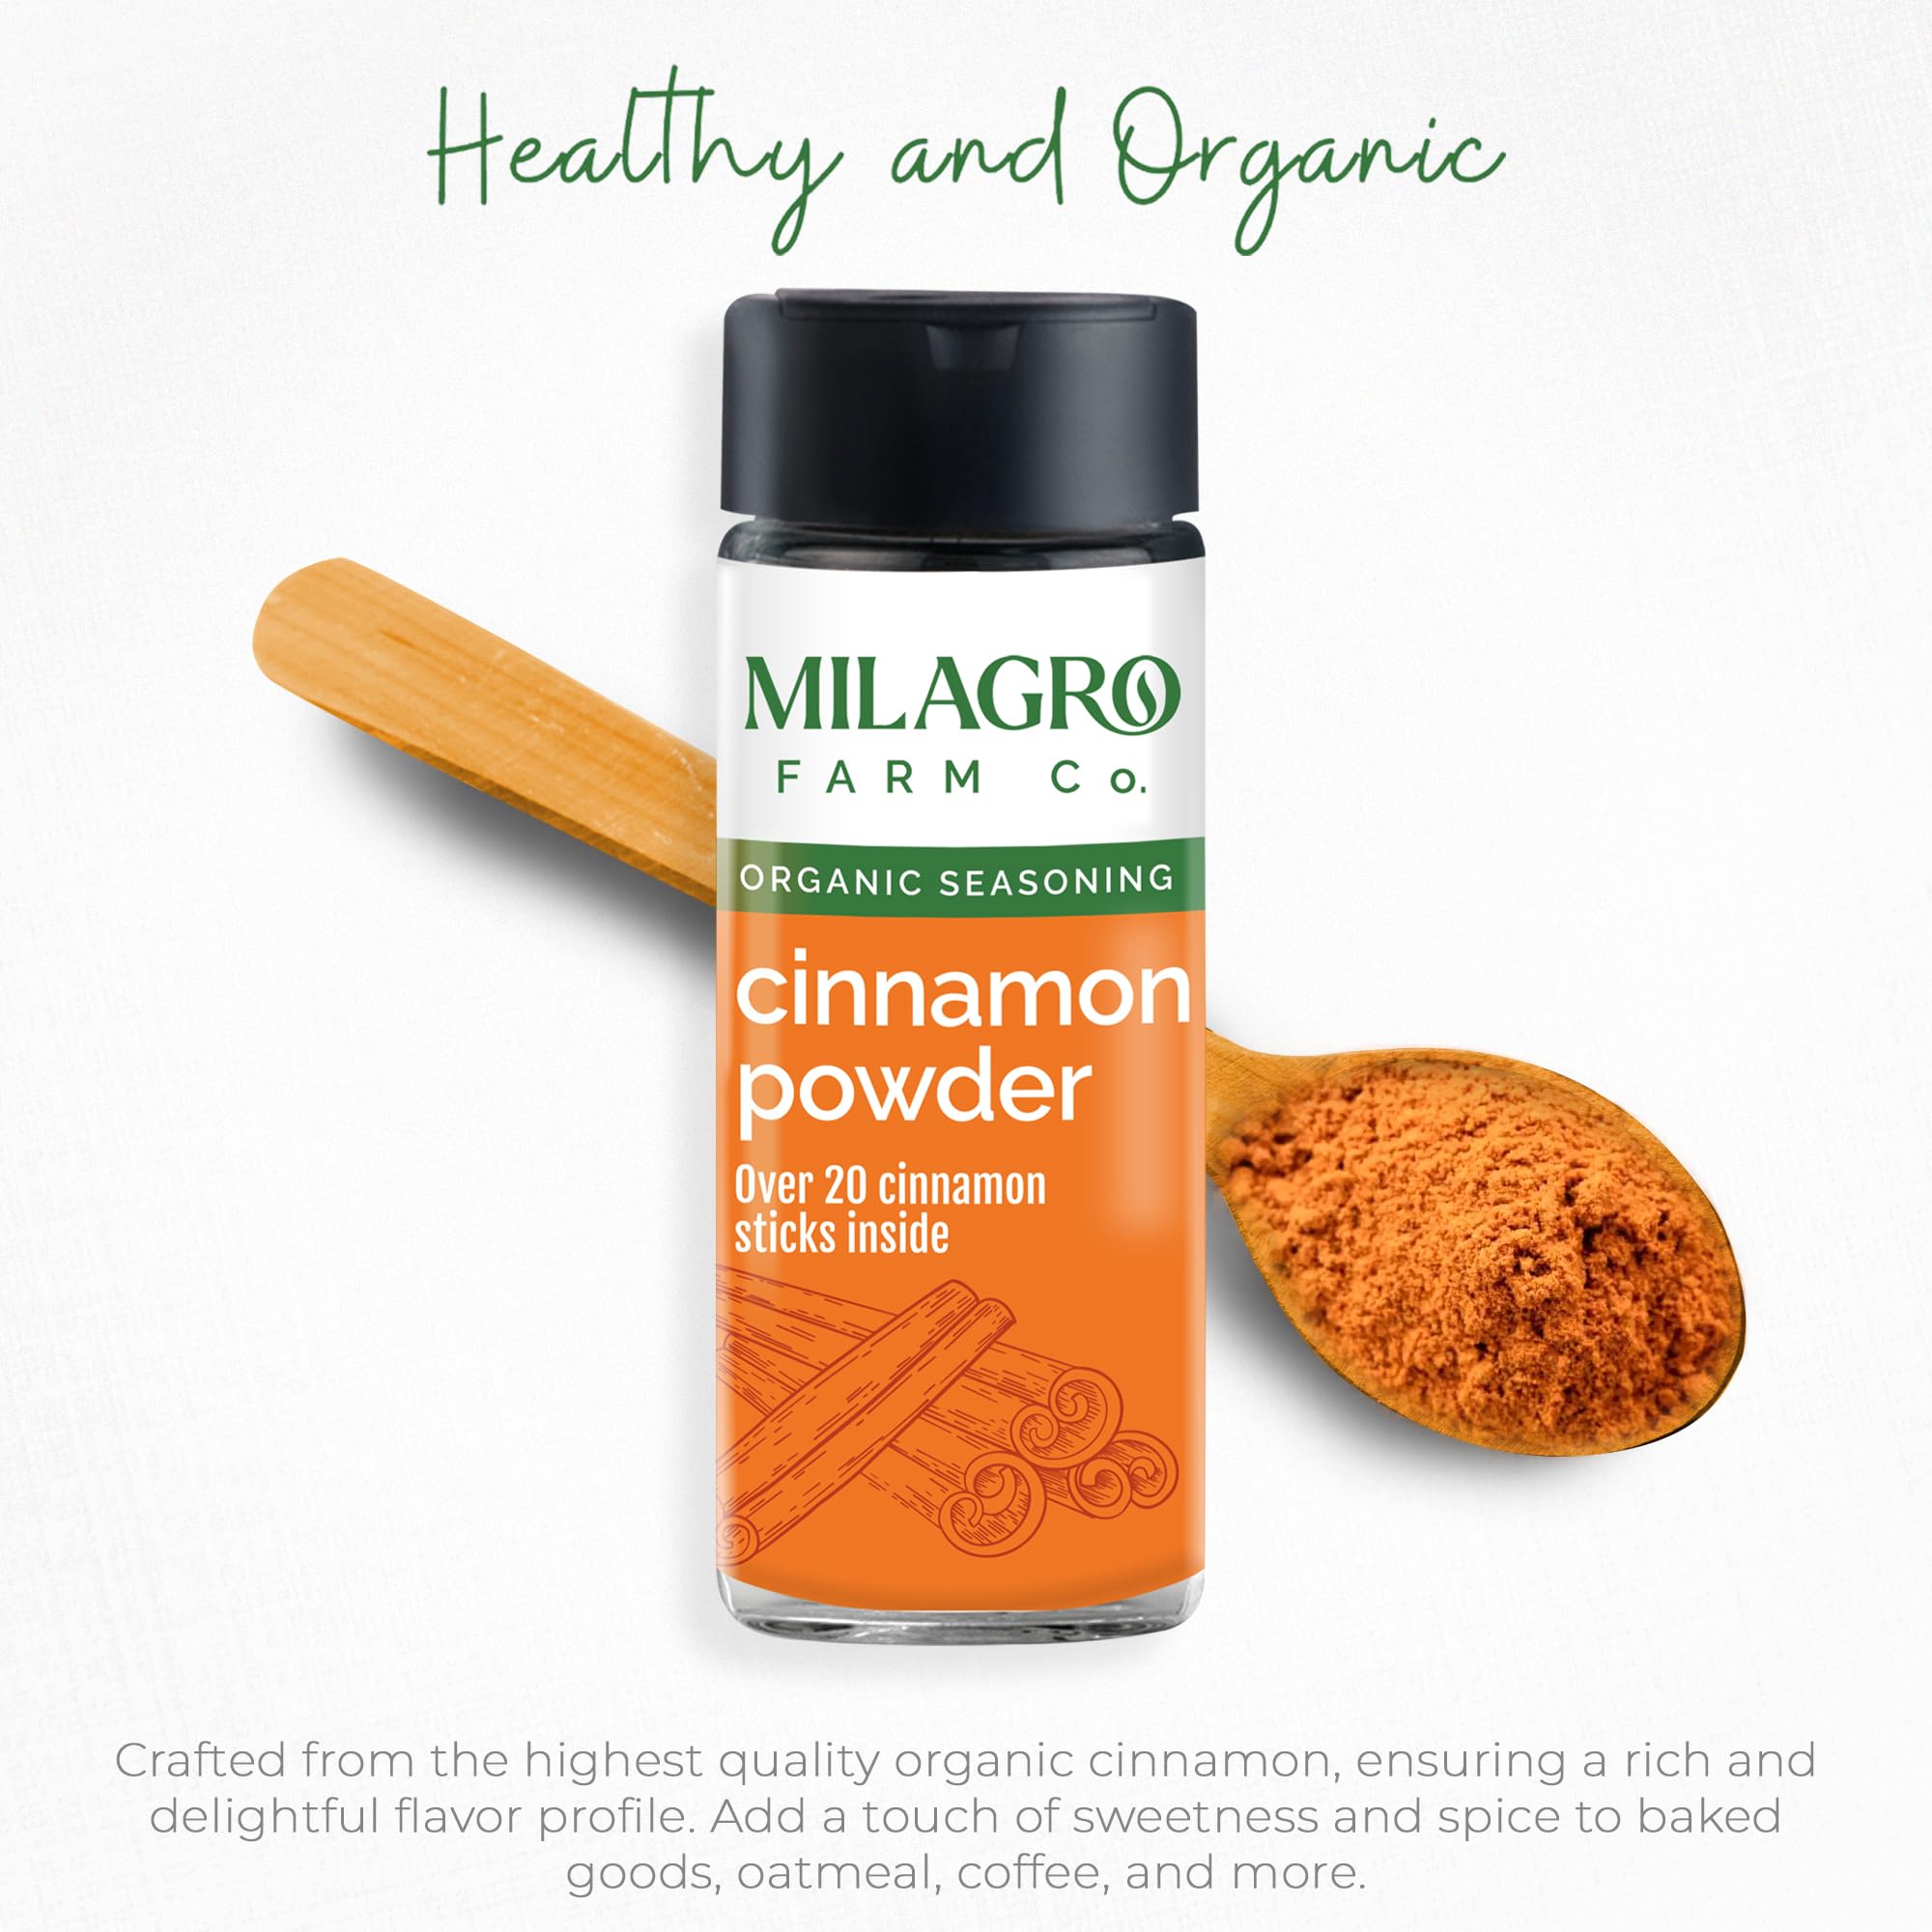 Healthy and Organic
MILAGRO
FARM Co.
ORGANIC SEASONING
cinnamon
powder
Over 20 cinnamon
sticks inside
Crafted from the highest quality organic cinnamon, ensuring a rich and
delightful flavor profile. Add a touch of sweetness and spice to baked
goods, oatmeal, coffee, and more.